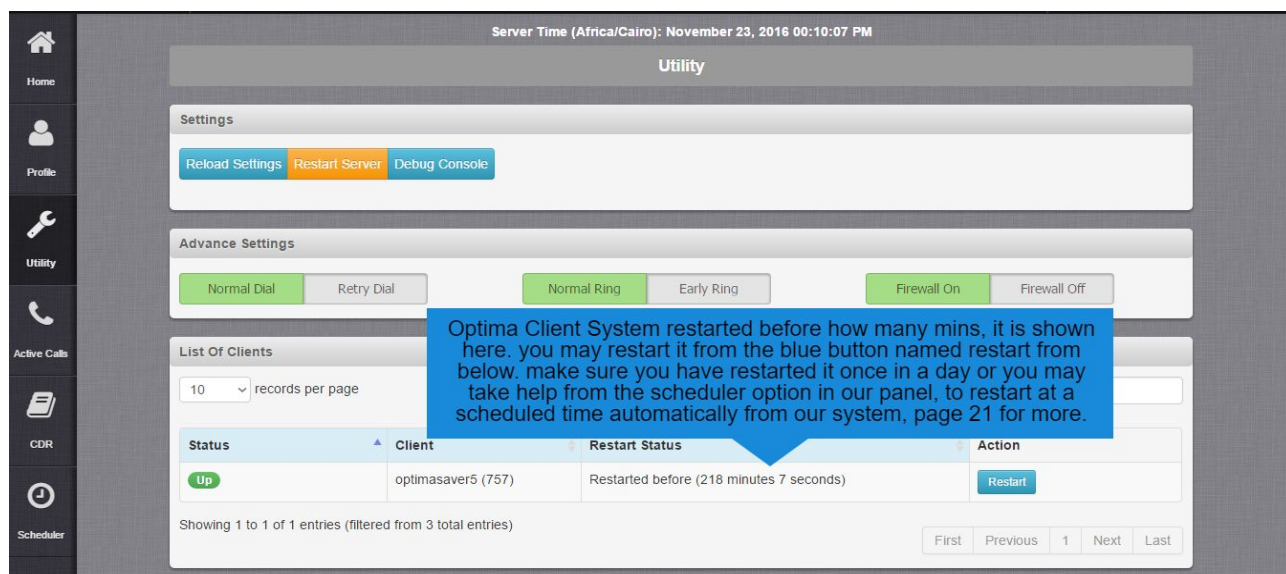 Server Time (Africa/Cairo): November 23, 2016 00:10:07 PM
Utility
Home
Profile
Utility
Active Calls
CDR
Scheduler
Settings
Reload Settings Restart Server Debug Console
Advance Settings
Normal Dial Retry Dial Normal Ring Early Ring Firewall On Firewall Off
Optima Client System restarted before how many mins, it is shown
here. you may restart it from the blue button named restart from
below. make sure you have restarted it once in a day or you may
take help from the scheduler option in our panel, to restart at a
scheduled time automatically from our system, page 21 for more.
List Of Clients
10 records per page
Status Client Restart Status Action
Up optimasaver5 (757) Restarted before (218 minutes 7 seconds) Restart
Showing 1 to 1 of 1 entries (filtered from 3 total entries)
First Previous 1 Next Last